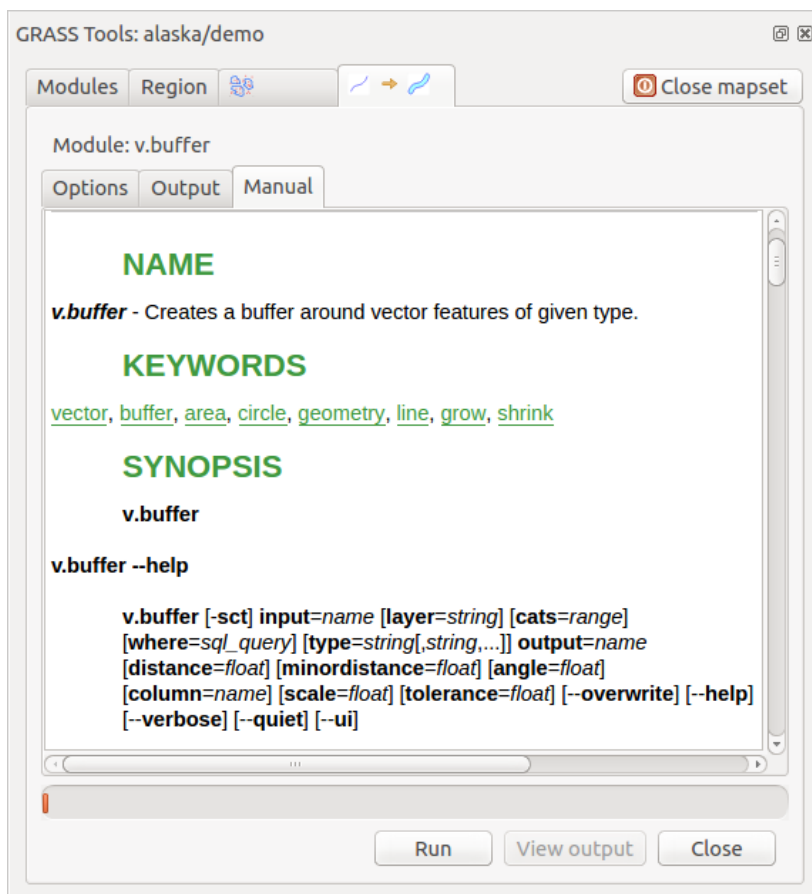 GRASS Tools: alaska/demo
Modules Region Close mapset
Module: v.buffer
Options Output Manual
NAME
v.buffer - Creates a buffer around vector features of given type.
KEYWORDS
vector, buffer, area, circle, geometry, line, grow, shrink
SYNOPSIS
v.buffer
v.buffer --help
v.buffer [-sct] input=name [layer=string] [cats=range]
[where=sql_query] [type=string[,string,...]] output=name
[distance=float] [minordistance=float] [angle=float]
[column=name] [scale=float] [tolerance=float] [--overwrite] [--help]
[--verbose] [--quiet] [--ui]
Run View output Close